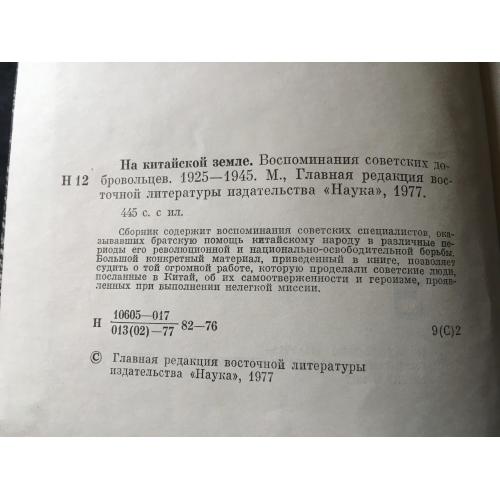 На китайской земле. Воспоминания советских до-
Н 12 бровольцев. 1925—1945. М., Главная редакция вос-
точной литературы издательства «Наука», 1977.
445 с. с ил.
Сборник содержит воспоминания советских специалистов, ока-
зывавших братскую помощь китайскому народу в различные пе-
риоды его революционной и национально-освободительной борьбы.
Большой конкретный материал, приведенный в книге, позволяет
судить о той огромной работе, которую проделали советские люди,
посланные в Китай, об их самоотверженности и героизме, прояв-
ленных при выполнении нелегкой миссии.
10605—017
Н 82—76 9(С)2
013(02)—77
© Главная редакция восточной литературы
издательства «Наука», 1977